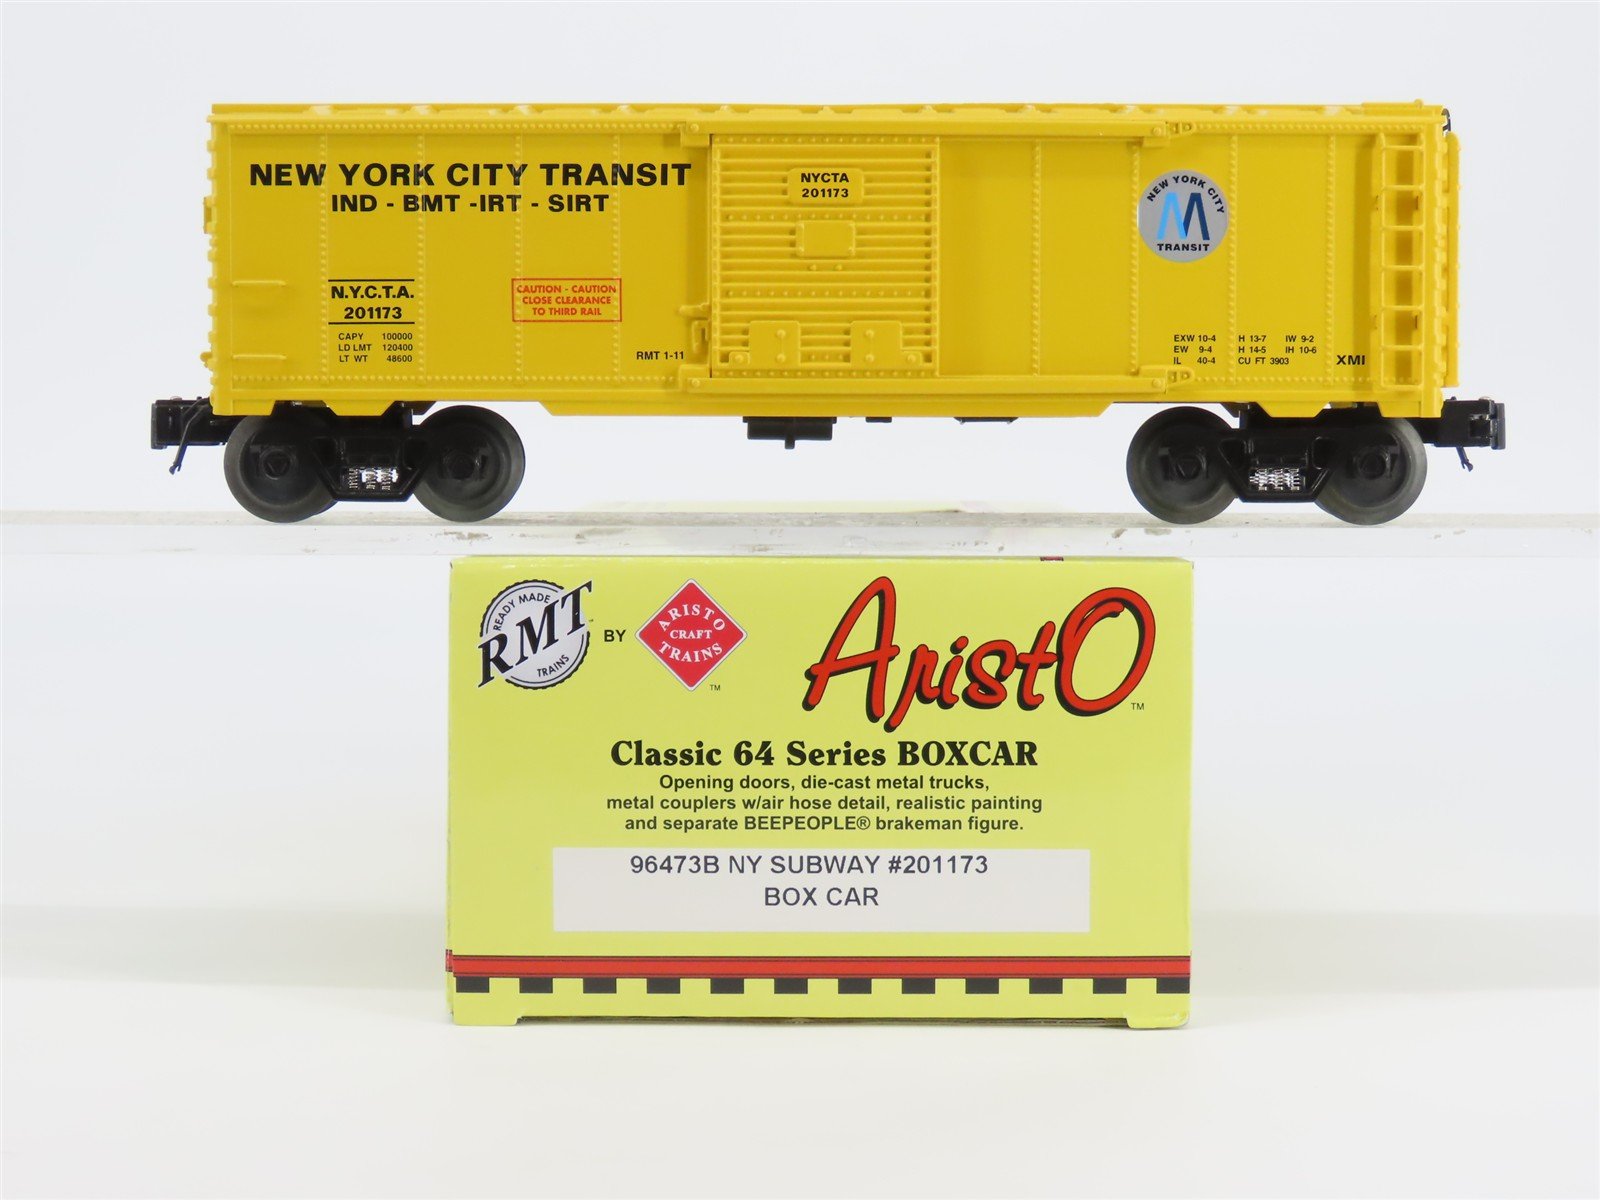 NEW YORK CITY TRANSIT
IND - BMT -IRT - SIRT
N.Y.C.T.A.
201173
CAPY 100000
LD LMT 120400
LT WT 48600
CAUTION - CAUTION
CLOSE CLEARANCE
TO THIRD RAIL
RMT 1-11
NYCTA
201173
NEW YORK CITY
M
TRANSIT
EXW 10-4 H 13-7 IW 9-2
EW 9-4 H 14-5 IH 10-6
IL 40-4 CU FT 3903
XMI
READY MADE
RMT
TRAINS
BY
ARISTO
CRAFT
TRAINS
TM
AristO
TM
Classic 64 Series BOXCAR
Opening doors, die-cast metal trucks,
metal couplers w/air hose detail, realistic painting
and separate BEEPEOPLE® brakeman figure.
96473B NY SUBWAY #201173
BOX CAR